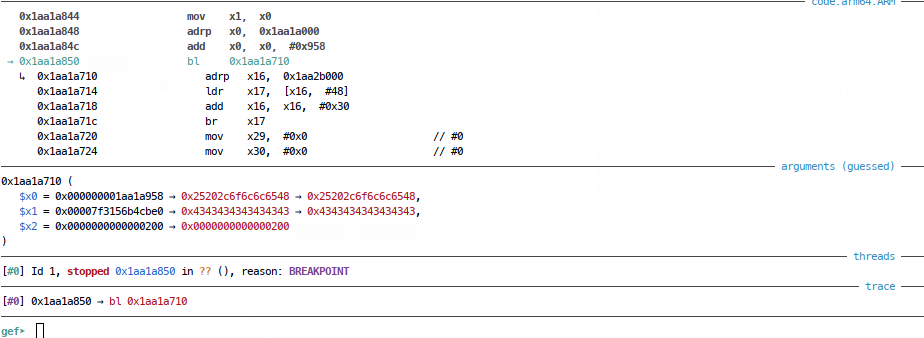 code:arm64:ARM
0x1aa1a844 mov x1, x0
0x1aa1a848 adrp x0, 0x1aa1a000
0x1aa1a84c add x0, x0, #0x958
→ 0x1aa1a850 bl 0x1aa1a710
↳ 0x1aa1a710 adrp x16, 0x1aa2b000
0x1aa1a714 ldr x17, [x16, #48]
0x1aa1a718 add x16, x16, #0x30
0x1aa1a71c br x17
0x1aa1a720 mov x29, #0x0 // #0
0x1aa1a724 mov x30, #0x0 // #0
arguments (guessed)
0x1aa1a710 (
$x0 = 0x000000001aa1a958 → 0x25202c6f6c6c6548 → 0x25202c6f6c6c6548,
$x1 = 0x00007f3156b4cbe0 → 0x4343434343434343 → 0x4343434343434343,
$x2 = 0x0000000000000200 → 0x0000000000000200
)
threads
[#0] Id 1, stopped 0x1aa1a850 in ?? (), reason: BREAKPOINT
trace
[#0] 0x1aa1a850 → bl 0x1aa1a710
gef➤